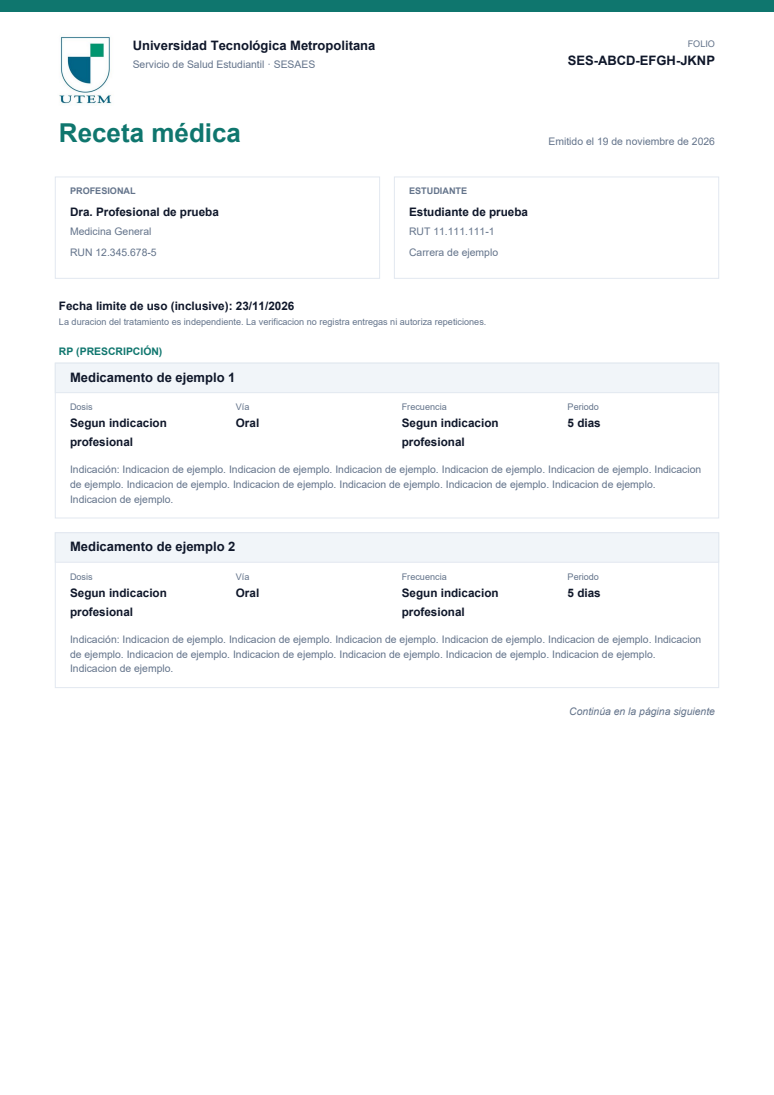 UTEM
Universidad Tecnológica Metropolitana
Servicio de Salud Estudiantil · SESAES
FOLIO
SES-ABCD-EFGH-JKNP
Receta médica
Emitido el 19 de noviembre de 2026
PROFESIONAL
Dra. Profesional de prueba
Medicina General
RUN 12.345.678-5
ESTUDIANTE
Estudiante de prueba
RUT 11.111.111-1
Carrera de ejemplo
Fecha limite de uso (inclusive): 23/11/2026
La duracion del tratamiento es independiente. La verificacion no registra entregas ni autoriza repeticiones.
RP (PRESCRIPCIÓN)
Medicamento de ejemplo 1
Dosis
Segun indicacion
profesional
Vía
Oral
Frecuencia
Segun indicacion
profesional
Periodo
5 dias
Indicación: Indicacion de ejemplo. Indicacion de ejemplo. Indicacion de ejemplo. Indicacion de ejemplo. Indicacion de ejemplo. Indicacion
de ejemplo. Indicacion de ejemplo. Indicacion de ejemplo. Indicacion de ejemplo. Indicacion de ejemplo. Indicacion de ejemplo.
Indicacion de ejemplo.
Medicamento de ejemplo 2
Dosis
Segun indicacion
profesional
Vía
Oral
Frecuencia
Segun indicacion
profesional
Periodo
5 dias
Indicación: Indicacion de ejemplo. Indicacion de ejemplo. Indicacion de ejemplo. Indicacion de ejemplo. Indicacion de ejemplo. Indicacion
de ejemplo. Indicacion de ejemplo. Indicacion de ejemplo. Indicacion de ejemplo. Indicacion de ejemplo. Indicacion de ejemplo.
Indicacion de ejemplo.
Continúa en la página siguiente